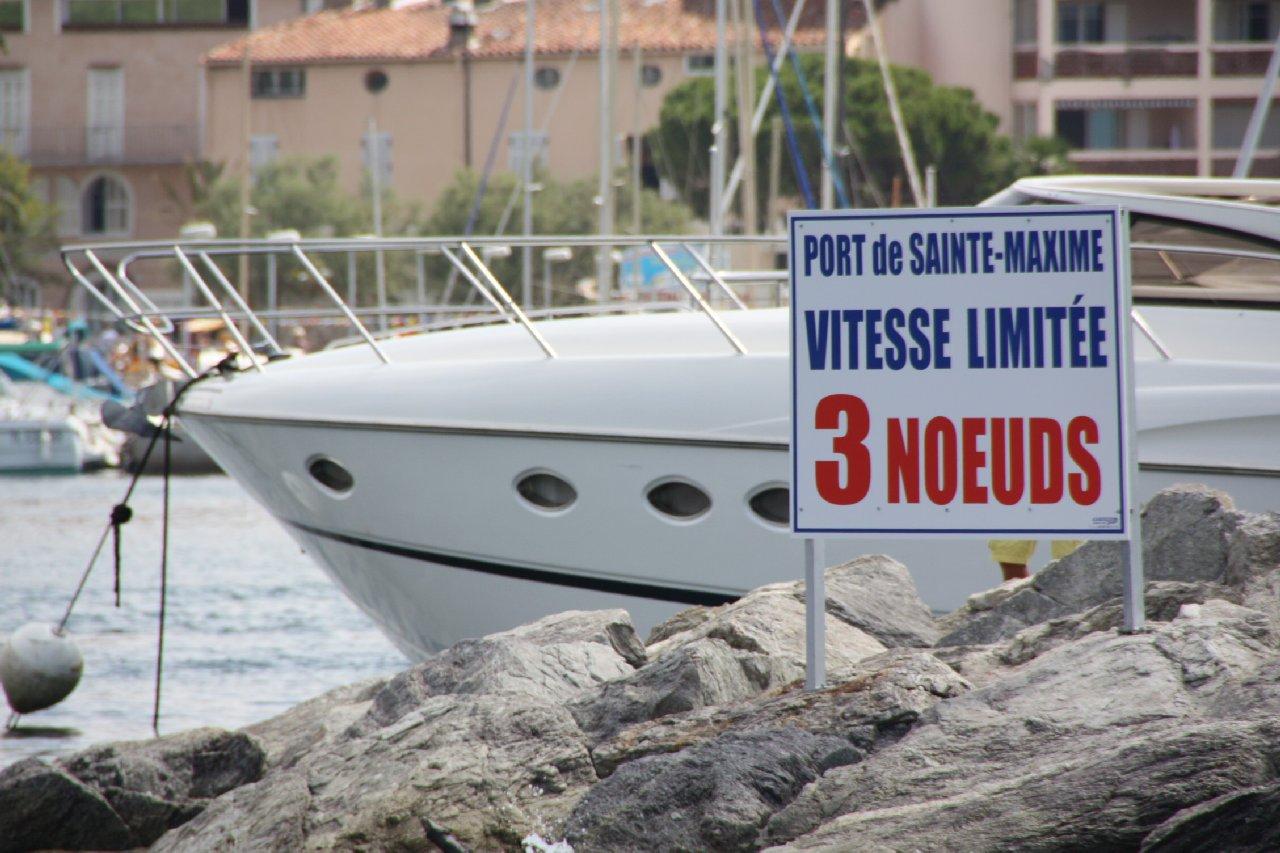 PORT de SAINTE-MAXIME
VITESSE LIMITÉE
3 NOEUDS